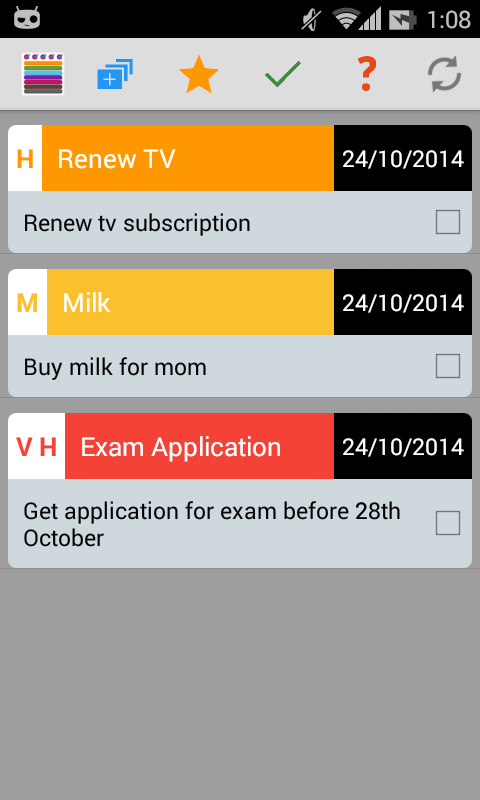 1:08
H Renew TV 24/10/2014
Renew tv subscription
M Milk 24/10/2014
Buy milk for mom
V H Exam Application 24/10/2014
Get application for exam before 28th
October